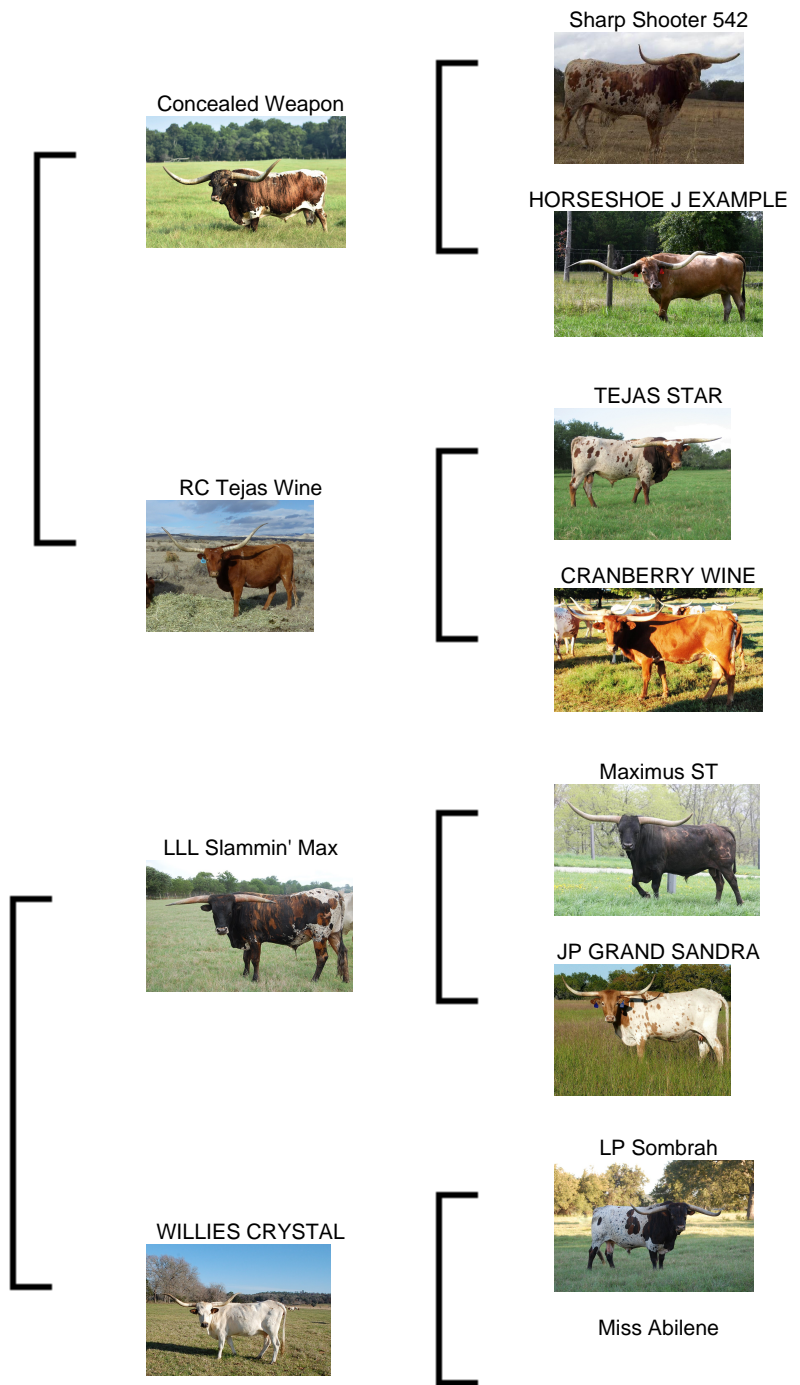 Sharp Shooter 542
Concealed Weapon
HORSESHOE J EXAMPLE
TEJAS STAR
RC Tejas Wine
CRANBERRY WINE
Maximus ST
LLL Slammin' Max
JP GRAND SANDRA
LP Sombrah
WILLIES CRYSTAL
Miss Abilene